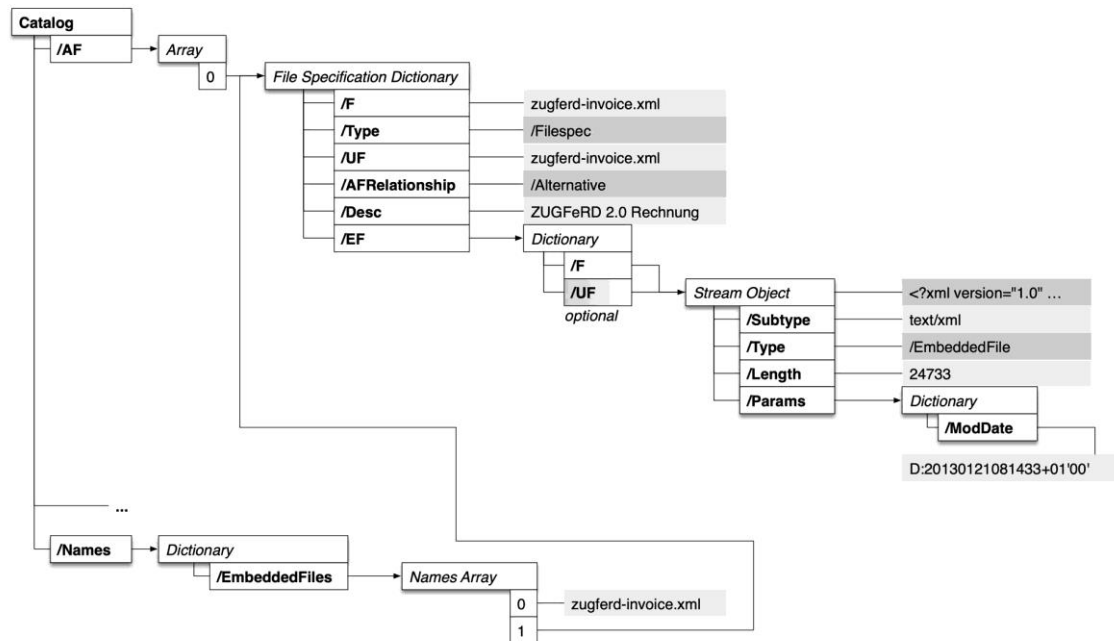 Catalog
/AF
Array
0
File Specification Dictionary
/F
zugferd-invoice.xml
/Type
/Filespec
/UF
zugferd-invoice.xml
/AFRelationship
/Alternative
/Desc
ZUGFeRD 2.0 Rechnung
/EF
Dictionary
/F
/UF
optional
Stream Object
<?xml version="1.0" ...
/Subtype
text/xml
/Type
/EmbeddedFile
/Length
24733
/Params
Dictionary
/ModDate
D:20130121081433+01'00'
...
/Names
Dictionary
/EmbeddedFiles
Names Array
0
zugferd-invoice.xml
1